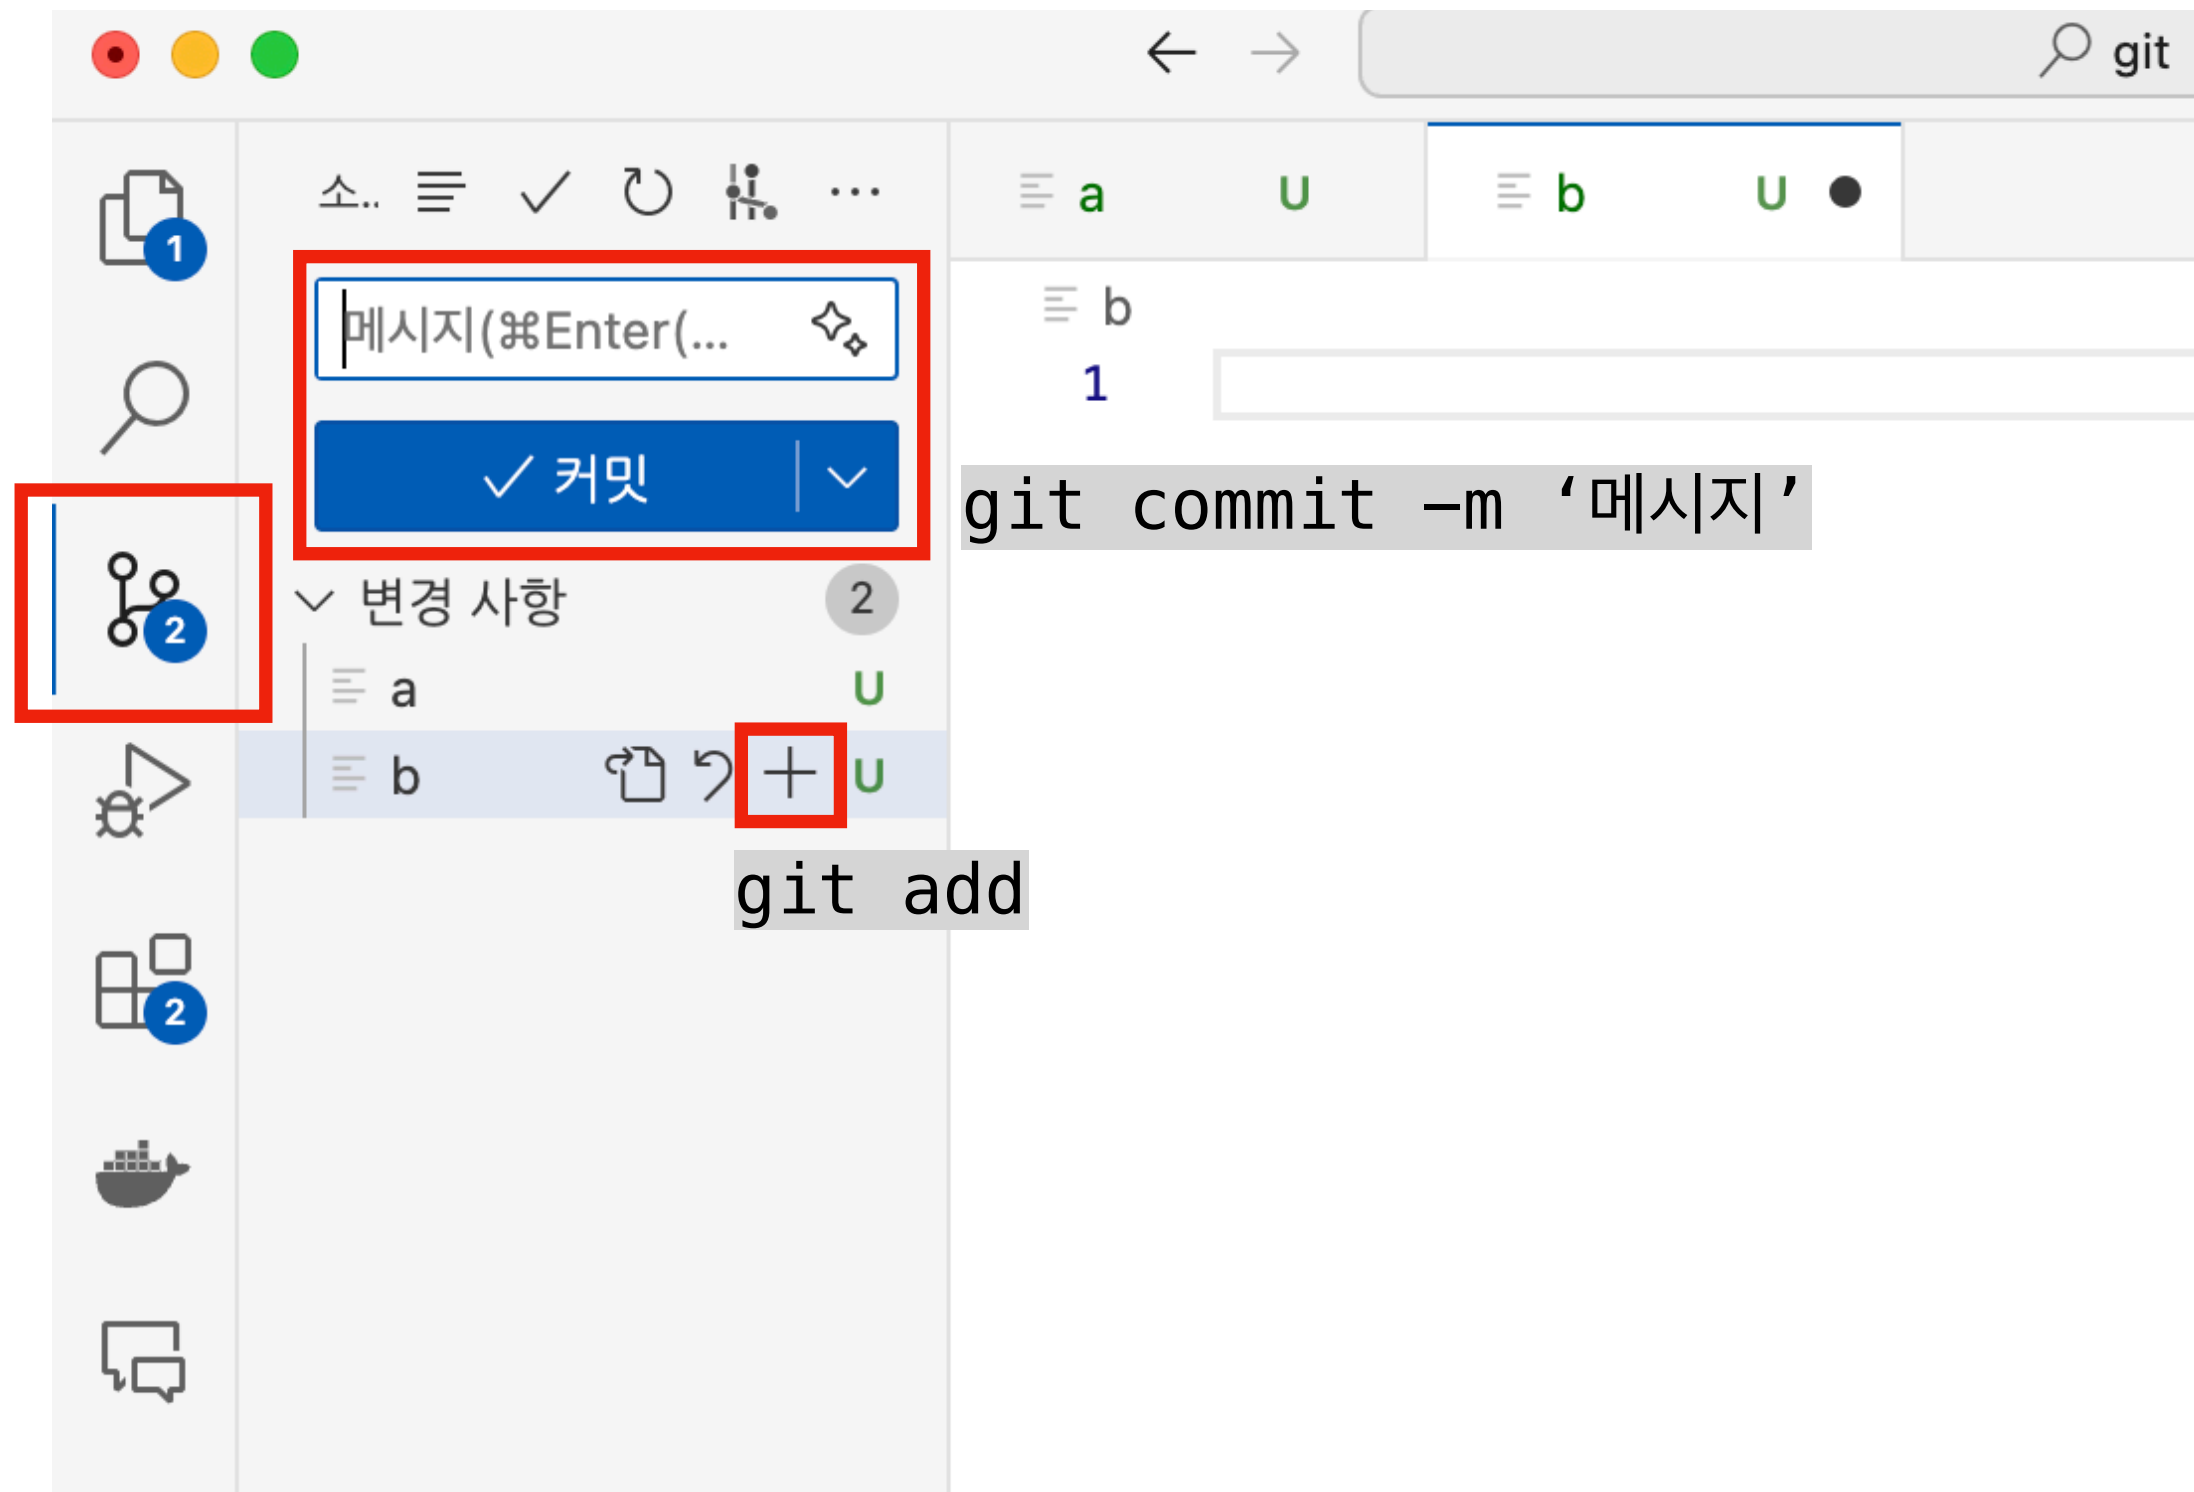 git
1
소..
a U
b U
메시지(⌘Enter(...
b
1
커밋
git commit –m ‘메시지’
2
변경 사항 2
a U
b U
git add
2